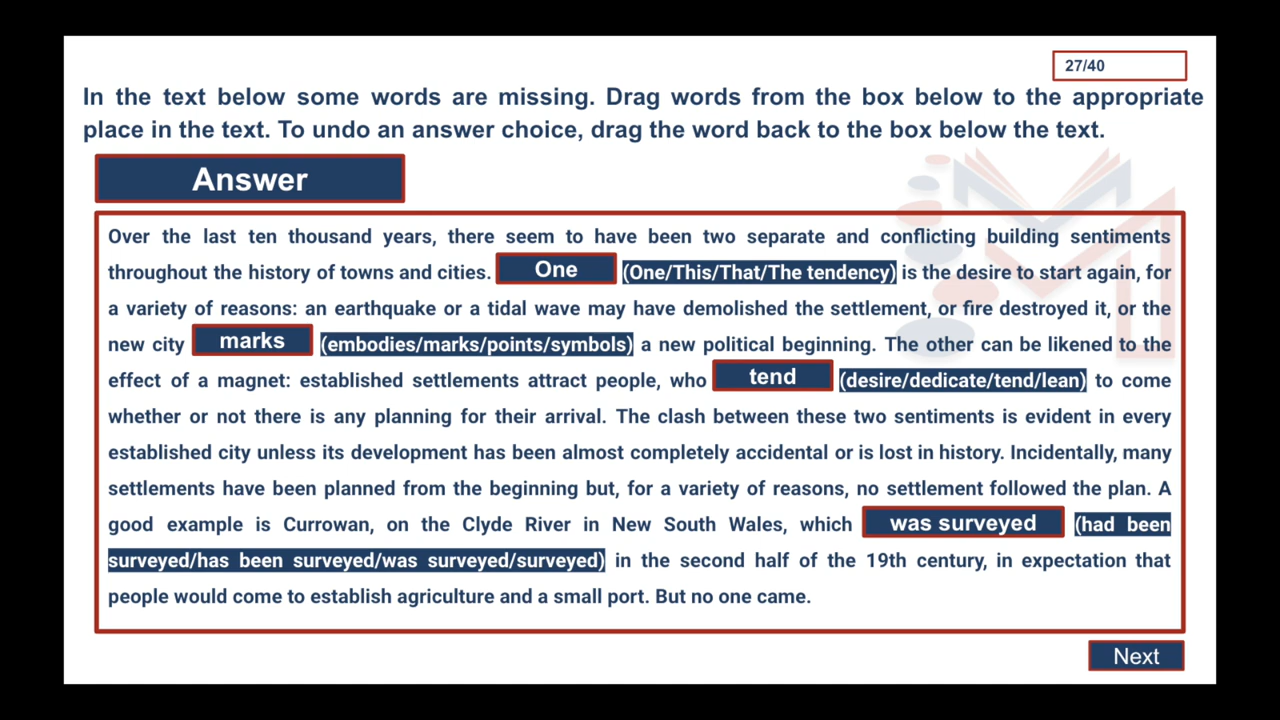 27/40
In the text below some words are missing. Drag words from the box below to the appropriate
place in the text. To undo an answer choice, drag the word back to the box below the text.
Answer
Over the last ten thousand years, there seem to have been two separate and conflicting building sentiments
throughout the history of towns and cities. One (One/This/That/The tendency) is the desire to start again, for
a variety of reasons: an earthquake or a tidal wave may have demolished the settlement, or fire destroyed it, or the
new city marks (embodies/marks/points/symbols) a new political beginning. The other can be likened to the
effect of a magnet: established settlements attract people, who tend (desire/dedicate/tend/lean) to come
whether or not there is any planning for their arrival. The clash between these two sentiments is evident in every
established city unless its development has been almost completely accidental or is lost in history. Incidentally, many
settlements have been planned from the beginning but, for a variety of reasons, no settlement followed the plan. A
good example is Currowan, on the Clyde River in New South Wales, which was surveyed (had been
surveyed/has been surveyed/was surveyed/surveyed) in the second half of the 19th century, in expectation that
people would come to establish agriculture and a small port. But no one came.
Next